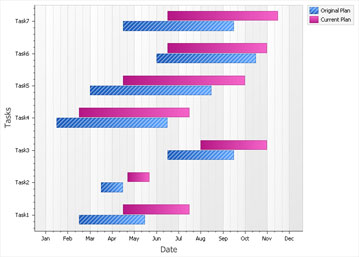 Original Plan
Current Plan
Task7
Task6
Task5
Task4
Task3
Task2
Task1
Tasks
Jan Feb Mar Apr May Jun Jul Aug Sep Oct Nov Dec
Date